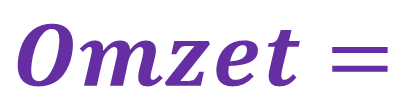 Omzet =